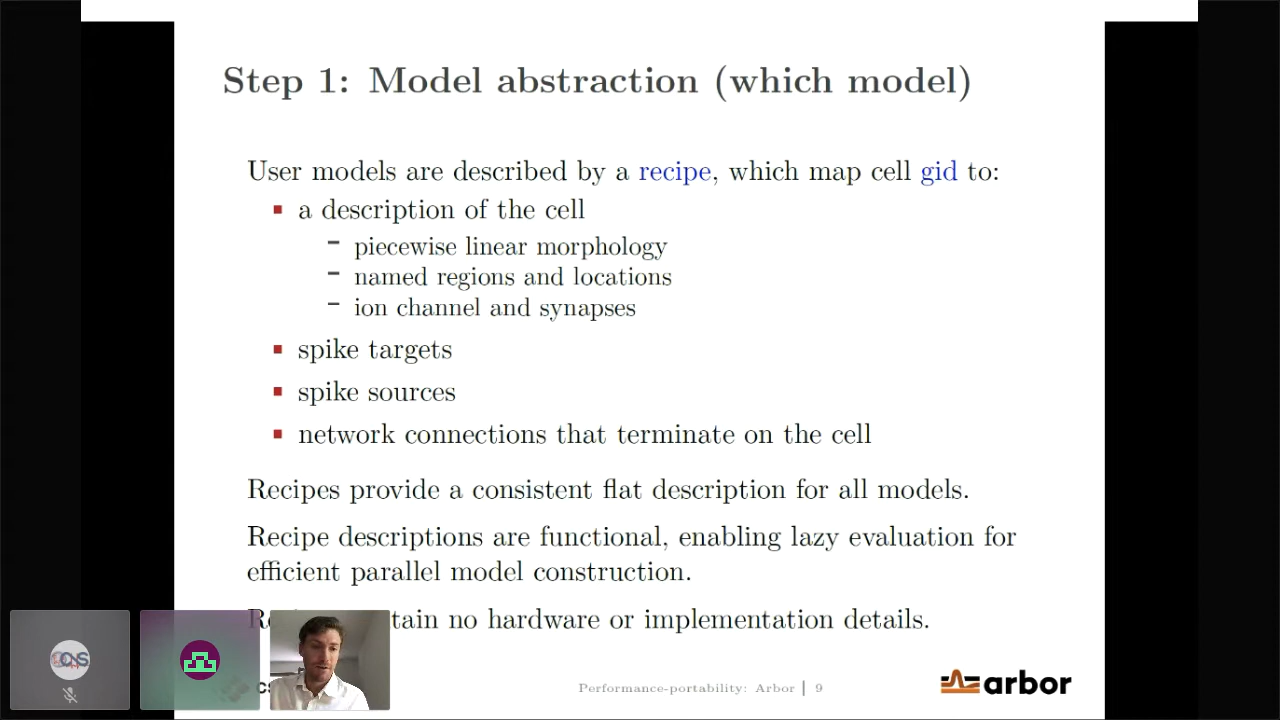 Step 1: Model abstraction (which model)
User models are described by a recipe, which map cell gid to:
a description of the cell
piecewise linear morphology
named regions and locations
ion channel and synapses
spike targets
spike sources
network connections that terminate on the cell
Recipes provide a consistent flat description for all models.
Recipe descriptions are functional, enabling lazy evaluation for
efficient parallel model construction.
no hardware or implementation details.
Performance-portability: Arbor | 9
arbor